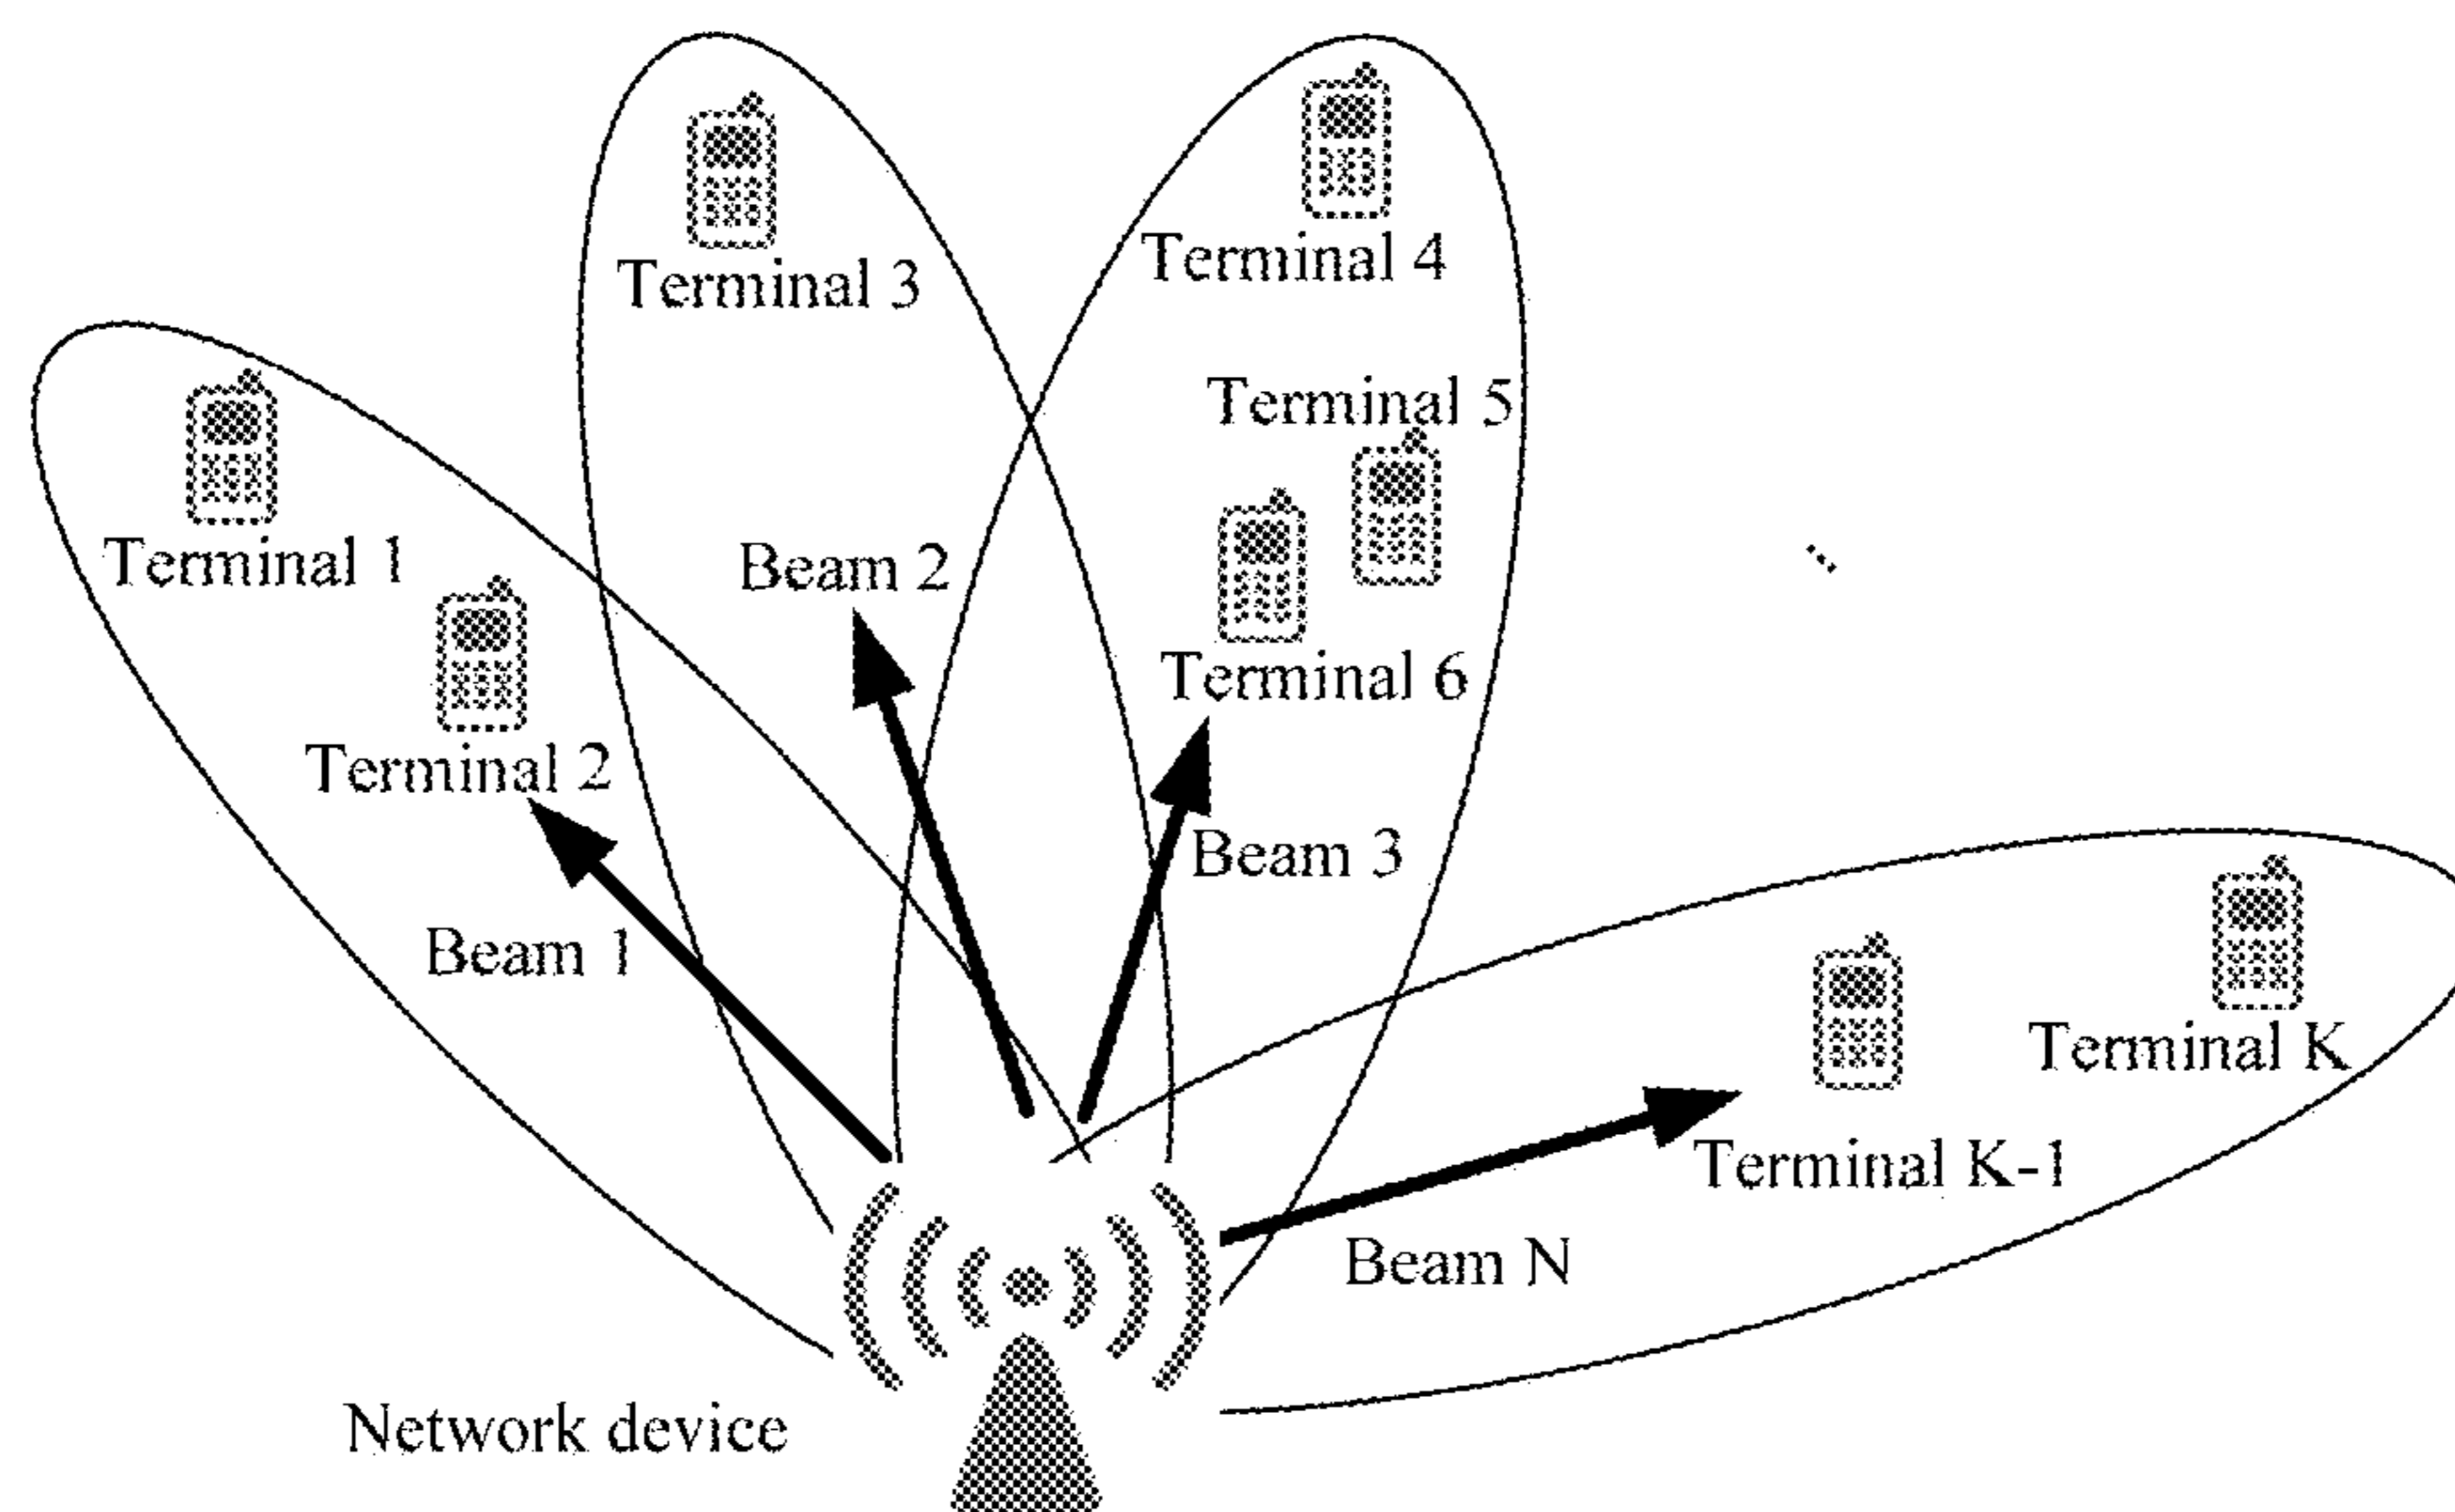 Terminal 3
Terminal 4
Terminal 5
Terminal 1
Beam 2
Terminal 6
Terminal 2
Beam 3
Beam 1
Terminal K
Terminal K-1
Beam N
Network device